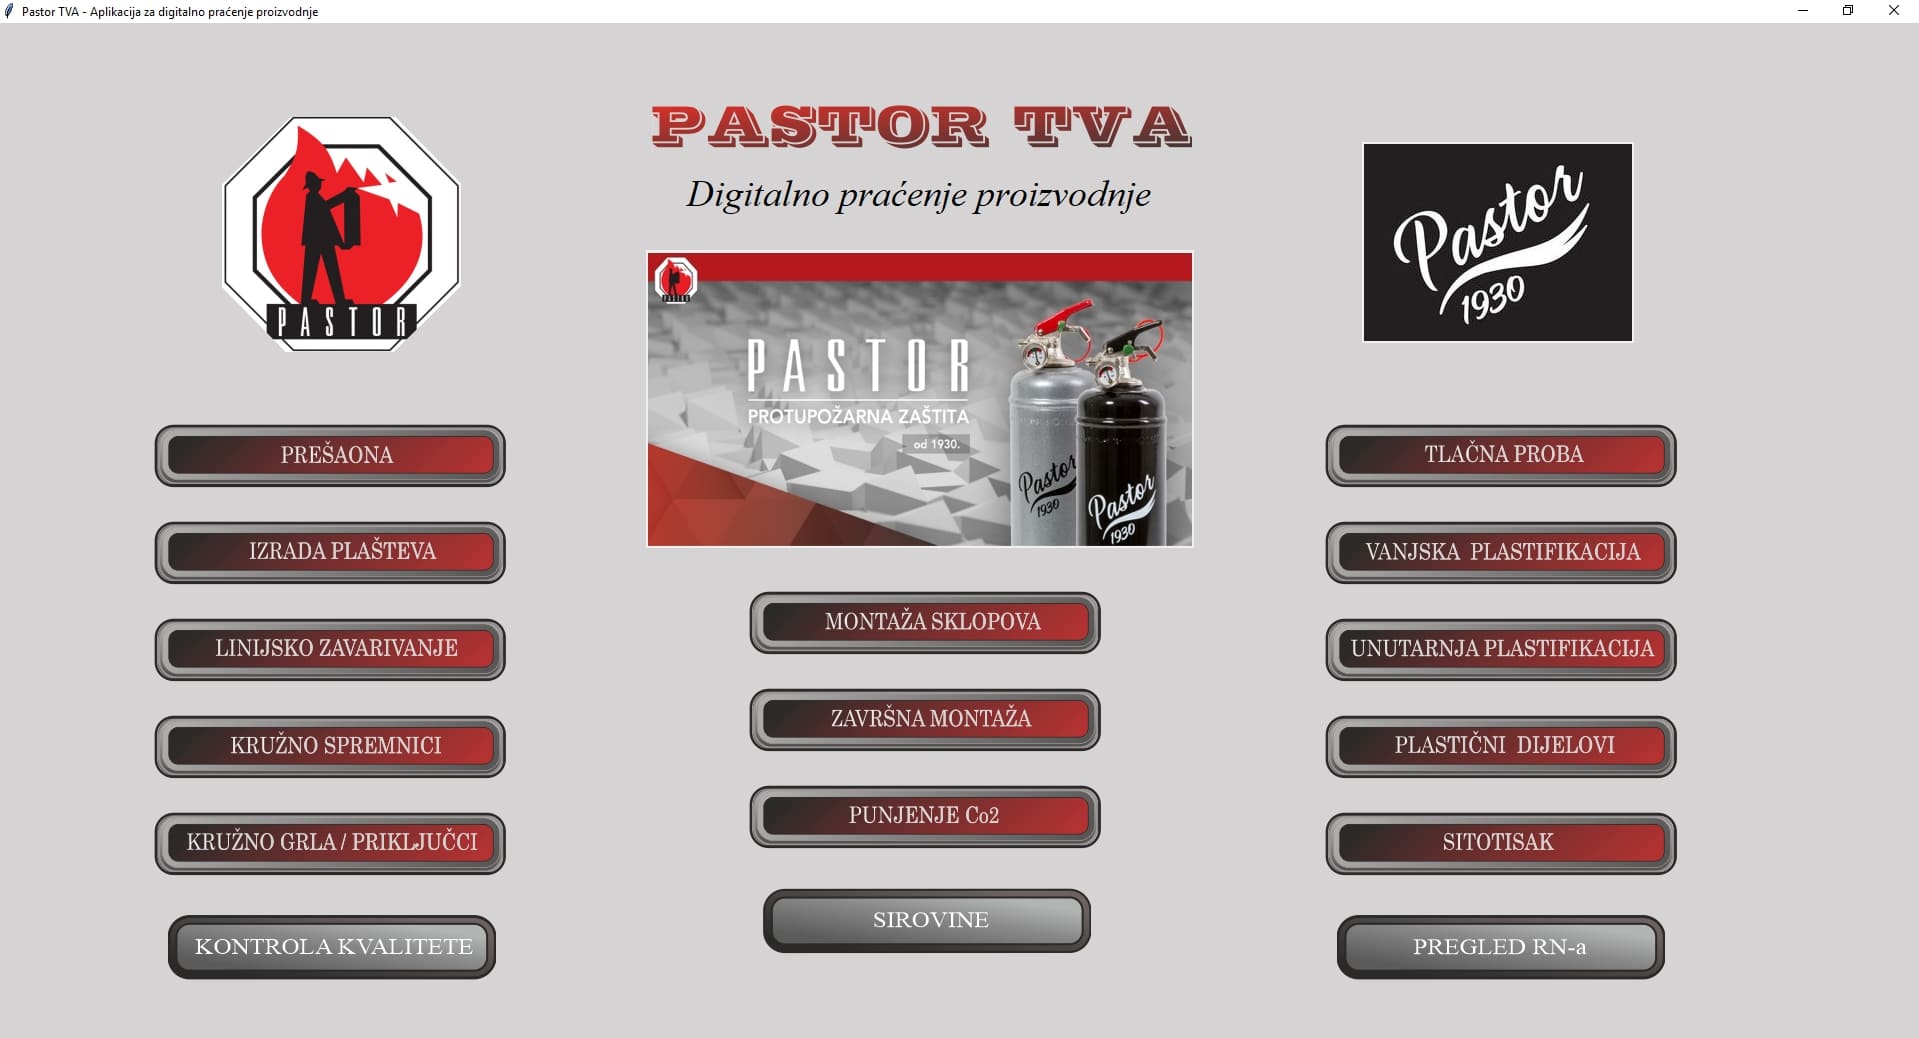 Pastor TVA - Aplikacija za digitalno praćenje proizvodnje
PASTOR TVA
Digitalno praćenje proizvodnje
PASTOR
Pastor
1930
PASTOR
PASTOR
PROTUPOŽARNA ZAŠTITA
od 1930.
Pastor
1930
Pastor
1930
PREŠAONA
IZRADA PLAŠTEVA
LINIJSKO ZAVARIVANJE
KRUŽNO SPREMNICI
KRUŽNO GRLA / PRIKLJUČCI
KONTROLA KVALITETE
MONTAŽA SKLOPOVA
ZAVRŠNA MONTAŽA
PUNJENJE Co2
SIROVINE
TLAČNA PROBA
VANJSKA PLASTIFIKACIJA
UNUTARNJA PLASTIFIKACIJA
PLASTIČNI DIJELOVI
SITOTISAK
PREGLED RN-a